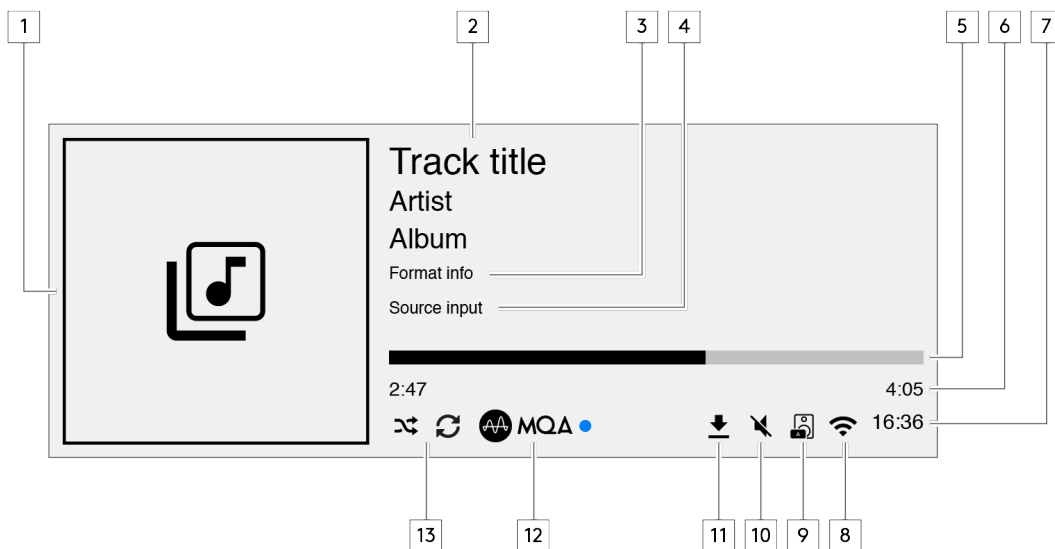 1 2 3 4 5 6 7
Track title
Artist
Album
Format info
Source input
2:47 4:05
MQA A 16:36
13 12 11 10 9 8